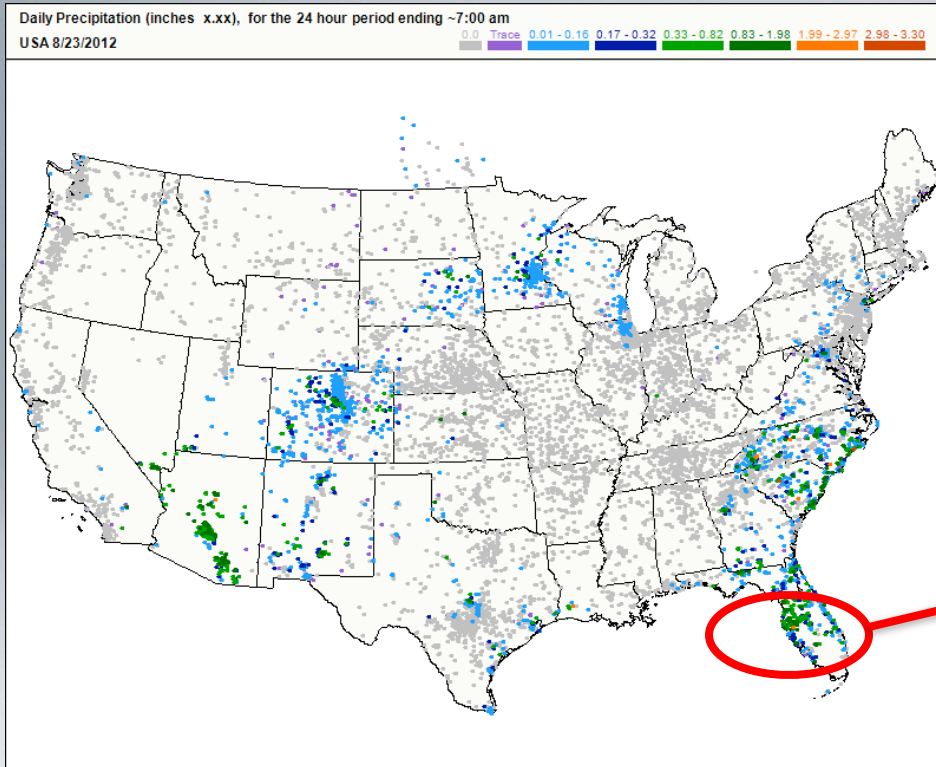 Daily Precipitation (inches x.xx), for the 24 hour period ending ~7:00 am
USA 8/23/2012
0.0 Trace 0.01 - 0.16 0.17 - 0.32 0.33 - 0.82 0.83 - 1.98 1.99 - 2.97 2.98 - 3.30